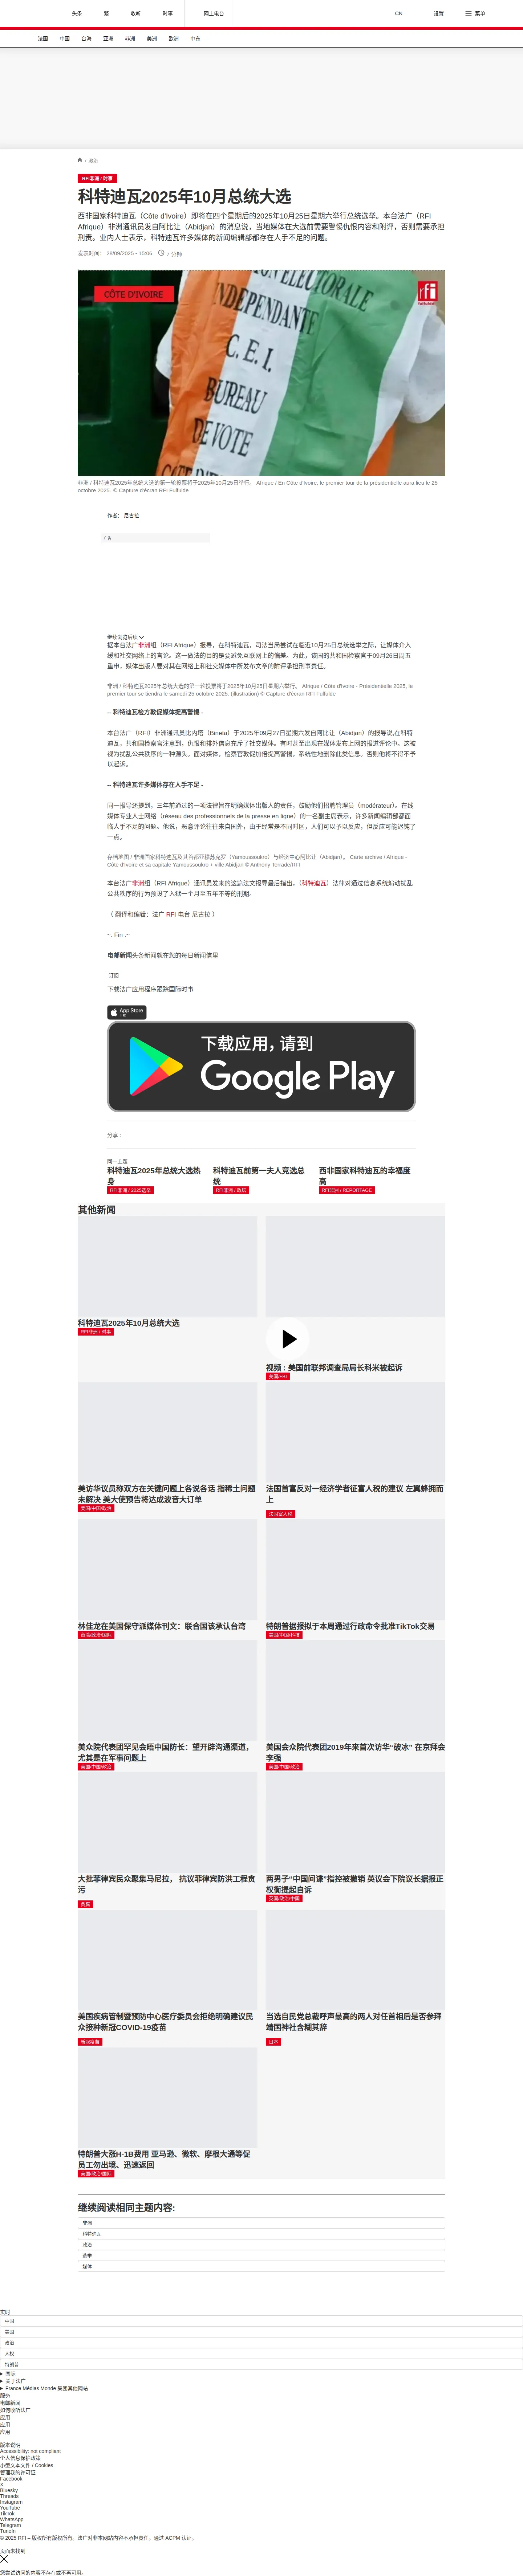 头条
繁
收听
时事
网上电台
CN
设置
菜单
法国
中国
台海
亚洲
非洲
美洲
欧洲
中东
/ 政治
RFI非洲 / 时事
科特迪瓦2025年10月总统大选
西非国家科特迪瓦（Côte d'Ivoire）即将在四个星期后的2025年10月25日星期六举行总统选举。本台法广（RFI
Afrique）非洲通讯员发自阿比让（Abidjan）的消息说，当地媒体在大选前需要警惕仇恨内容和附评，否则需要承担
刑责。业内人士表示，科特迪瓦许多媒体的新闻编辑部都存在人手不足的问题。
发表时间： 28/09/2025 - 15:06
7 分钟
CÔTE D'IVOIRE
rfi
INDEPENDANTE
C.E.I.
BUREAU
DE VOTE
非洲 / 科特迪瓦2025年总统大选的第一轮投票将于2025年10月25日举行。 Afrique / En Côte d'Ivoire, le premier tour de la présidentielle aura lieu le 25
octobre 2025. © Capture d'écran RFI Fulfulde
作者： 尼古拉
广告
继续浏览后续
据本台法广非洲组（RFI Afrique）报导，在科特迪瓦，司法当局尝试在临近10月25日总统选举之际，让媒体介入
缓和社交网络上的言论。这一做法的目的是要避免互联网上的偏差。为此，该国的共和国检察官于09月26日周五
重申，媒体出版人要对其在网络上和社交媒体中所发布文章的附评承担刑事责任。
非洲 / 科特迪瓦2025年总统大选的第一轮投票将于2025年10月25日星期六举行。 Afrique / Côte d'Ivoire - Présidentielle 2025, le
premier tour se tiendra le samedi 25 octobre 2025. (illustration) © Capture d'écran RFI Fulfulde
-- 科特迪瓦检方敦促媒体提高警惕 -
本台法广（RFI）非洲通讯员比内塔（Bineta）于2025年09月27日星期六发自阿比让（Abidjan）的报导说,在科特
迪瓦，共和国检察官注意到，仇恨和排外信息充斥了社交媒体。有时甚至出现在媒体发布上网的报道评论中。这被
视为扰乱公共秩序的一种源头。面对媒体，检察官敦促加倍提高警惕，系统性地删除此类信息。否则他将不得不予
以起诉。
-- 科特迪瓦许多媒体存在人手不足 -
同一报导还提到，三年前通过的一项法律旨在明确媒体出版人的责任，鼓励他们招聘管理员（modérateur）。在线
媒体专业人士网络（réseau des professionnels de la presse en ligne）的一名副主席表示，许多新闻编辑部都面
临人手不足的问题。他说，恶意评论往往来自国外，由于经常是不同时区，人们可以予以反应，但反应可能迟钝了
一点。
存档地图 / 非洲国家科特迪瓦及其首都亚穆苏克罗（Yamoussoukro）与经济中心阿比让（Abidjan）。 Carte archive / Afrique -
Côte d'Ivoire et sa capitale Yamoussoukro + ville Abidjan © Anthony Terrade/RFI
本台法广非洲组（RFI Afrique）通讯员发来的这篇法文报导最后指出，（科特迪瓦）法律对通过信息系统煽动扰乱
公共秩序的行为预设了入狱一个月至五年不等的刑期。
（ 翻译和编辑：法广 RFI 电台 尼古拉 ）
~. Fin .~
电邮新闻头条新闻就在您的每日新闻信里
订阅
下载法广应用程序跟踪国际时事
App Store
下载
下载应用，请到
Google Play
分享：
同一主题
科特迪瓦2025年总统大选热
身
RFI非洲 / 2025选举
科特迪瓦前第一夫人竞选总
统
RFI非洲 / 政坛
西非国家科特迪瓦的幸福度
高
RFI非洲 / REPORTAGE
其他新闻
科特迪瓦2025年10月总统大选
RFI非洲 / 时事
视频 : 美国前联邦调查局局长科米被起诉
美国/FBI
美访华议员称双方在关键问题上各说各话 指稀土问题
未解决 美大使预告将达成波音大订单
美国/中国/政治
法国首富反对一经济学者征富人税的建议 左翼蜂拥而
上
法国富人税
林佳龙在美国保守派媒体刊文：联合国该承认台湾
台湾/政治/国际
特朗普据报拟于本周通过行政命令批准TikTok交易
美国/中国/科技
美众院代表团罕见会晤中国防长：望开辟沟通渠道，
尤其是在军事问题上
美国/中国/政治
美国会众院代表团2019年来首次访华“破冰” 在京拜会
李强
美国/中国/政治
大批菲律宾民众聚集马尼拉， 抗议菲律宾防洪工程贪
污
贪腐
两男子“中国间谍”指控被撤销 英议会下院议长据报正
权衡提起自诉
英国/政治/中国
美国疾病管制暨预防中心医疗委员会拒绝明确建议民
众接种新冠COVID-19疫苗
新冠疫苗
当选自民党总裁呼声最高的两人对任首相后是否参拜
靖国神社含糊其辞
日本
特朗普大涨H-1B费用 亚马逊、微软、摩根大通等促
员工勿出境、迅速返回
美国/政治/国际
继续阅读相同主题内容:
非洲
科特迪瓦
政治
选举
媒体
实时
中国
美国
政治
人权
特朗普
国际
关于法广
France Médias Monde 集团其他网站
服务
电邮新闻
如何收听法广
应用
应用
应用
版本说明
Accessibility: not compliant
个人信息保护政策
小型文本文件 / Cookies
管理我的许可证
Facebook
X
Bluesky
Threads
Instagram
YouTube
TikTok
WhatsApp
Telegram
TuneIn
© 2025 RFI – 版权所有版权所有。法广对非本网站内容不承担责任。通过 ACPM 认证。
页面未找到
您尝试访问的内容不存在或不再可用。